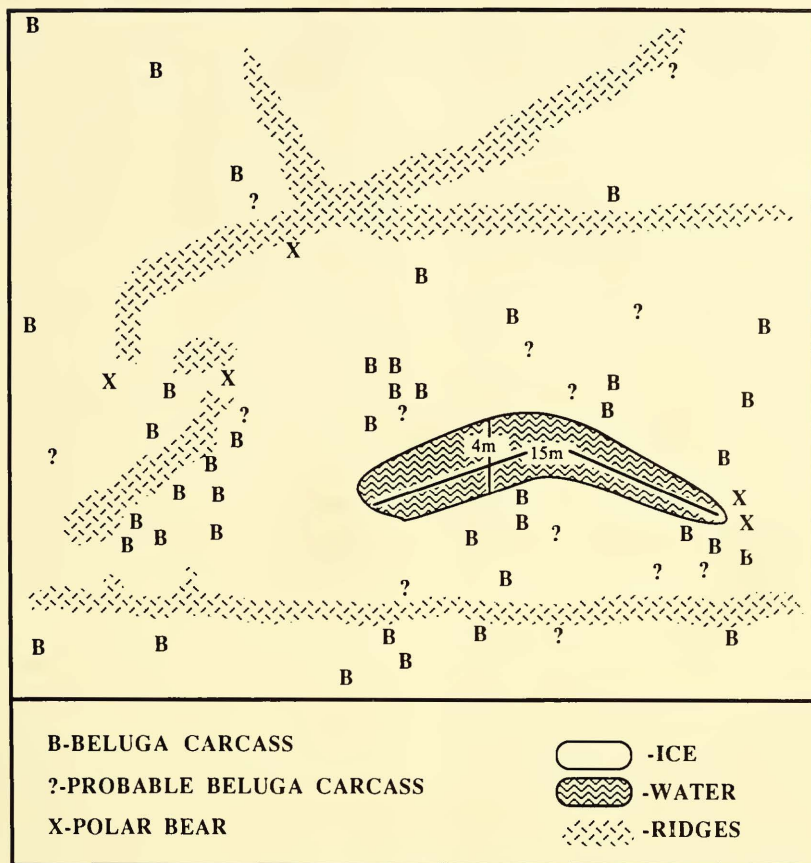 B
B ?
B B
?
X
B
?
B B B
?
B B
X B X B B ? B
B
? ? B
B B B
4m 15m
? B B
B B B X
B B X
B B B B ? B B
B
? ?
? B
B B B B ? B
B
B
B-BELUGA CARCASS
?-PROBABLE BELUGA CARCASS
X-POLAR BEAR
-ICE
-WATER
-RIDGES